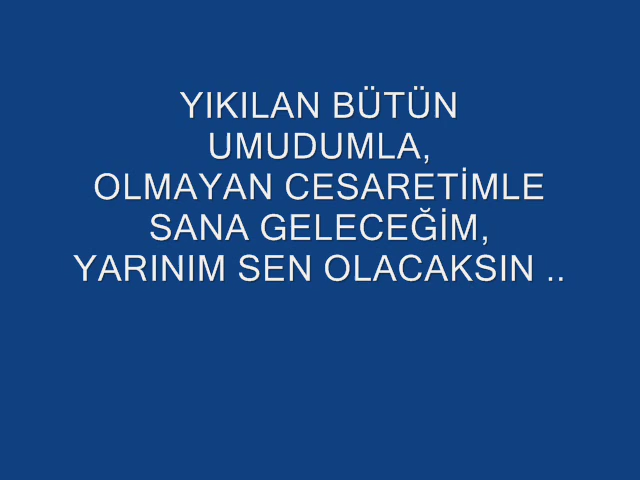 YIKILAN BÜTÜN
UMUDUMLA,
OLMAYAN CESARETİMLE
SANA GELECEĞİM,
YARINIM SEN OLACAKSIN ..